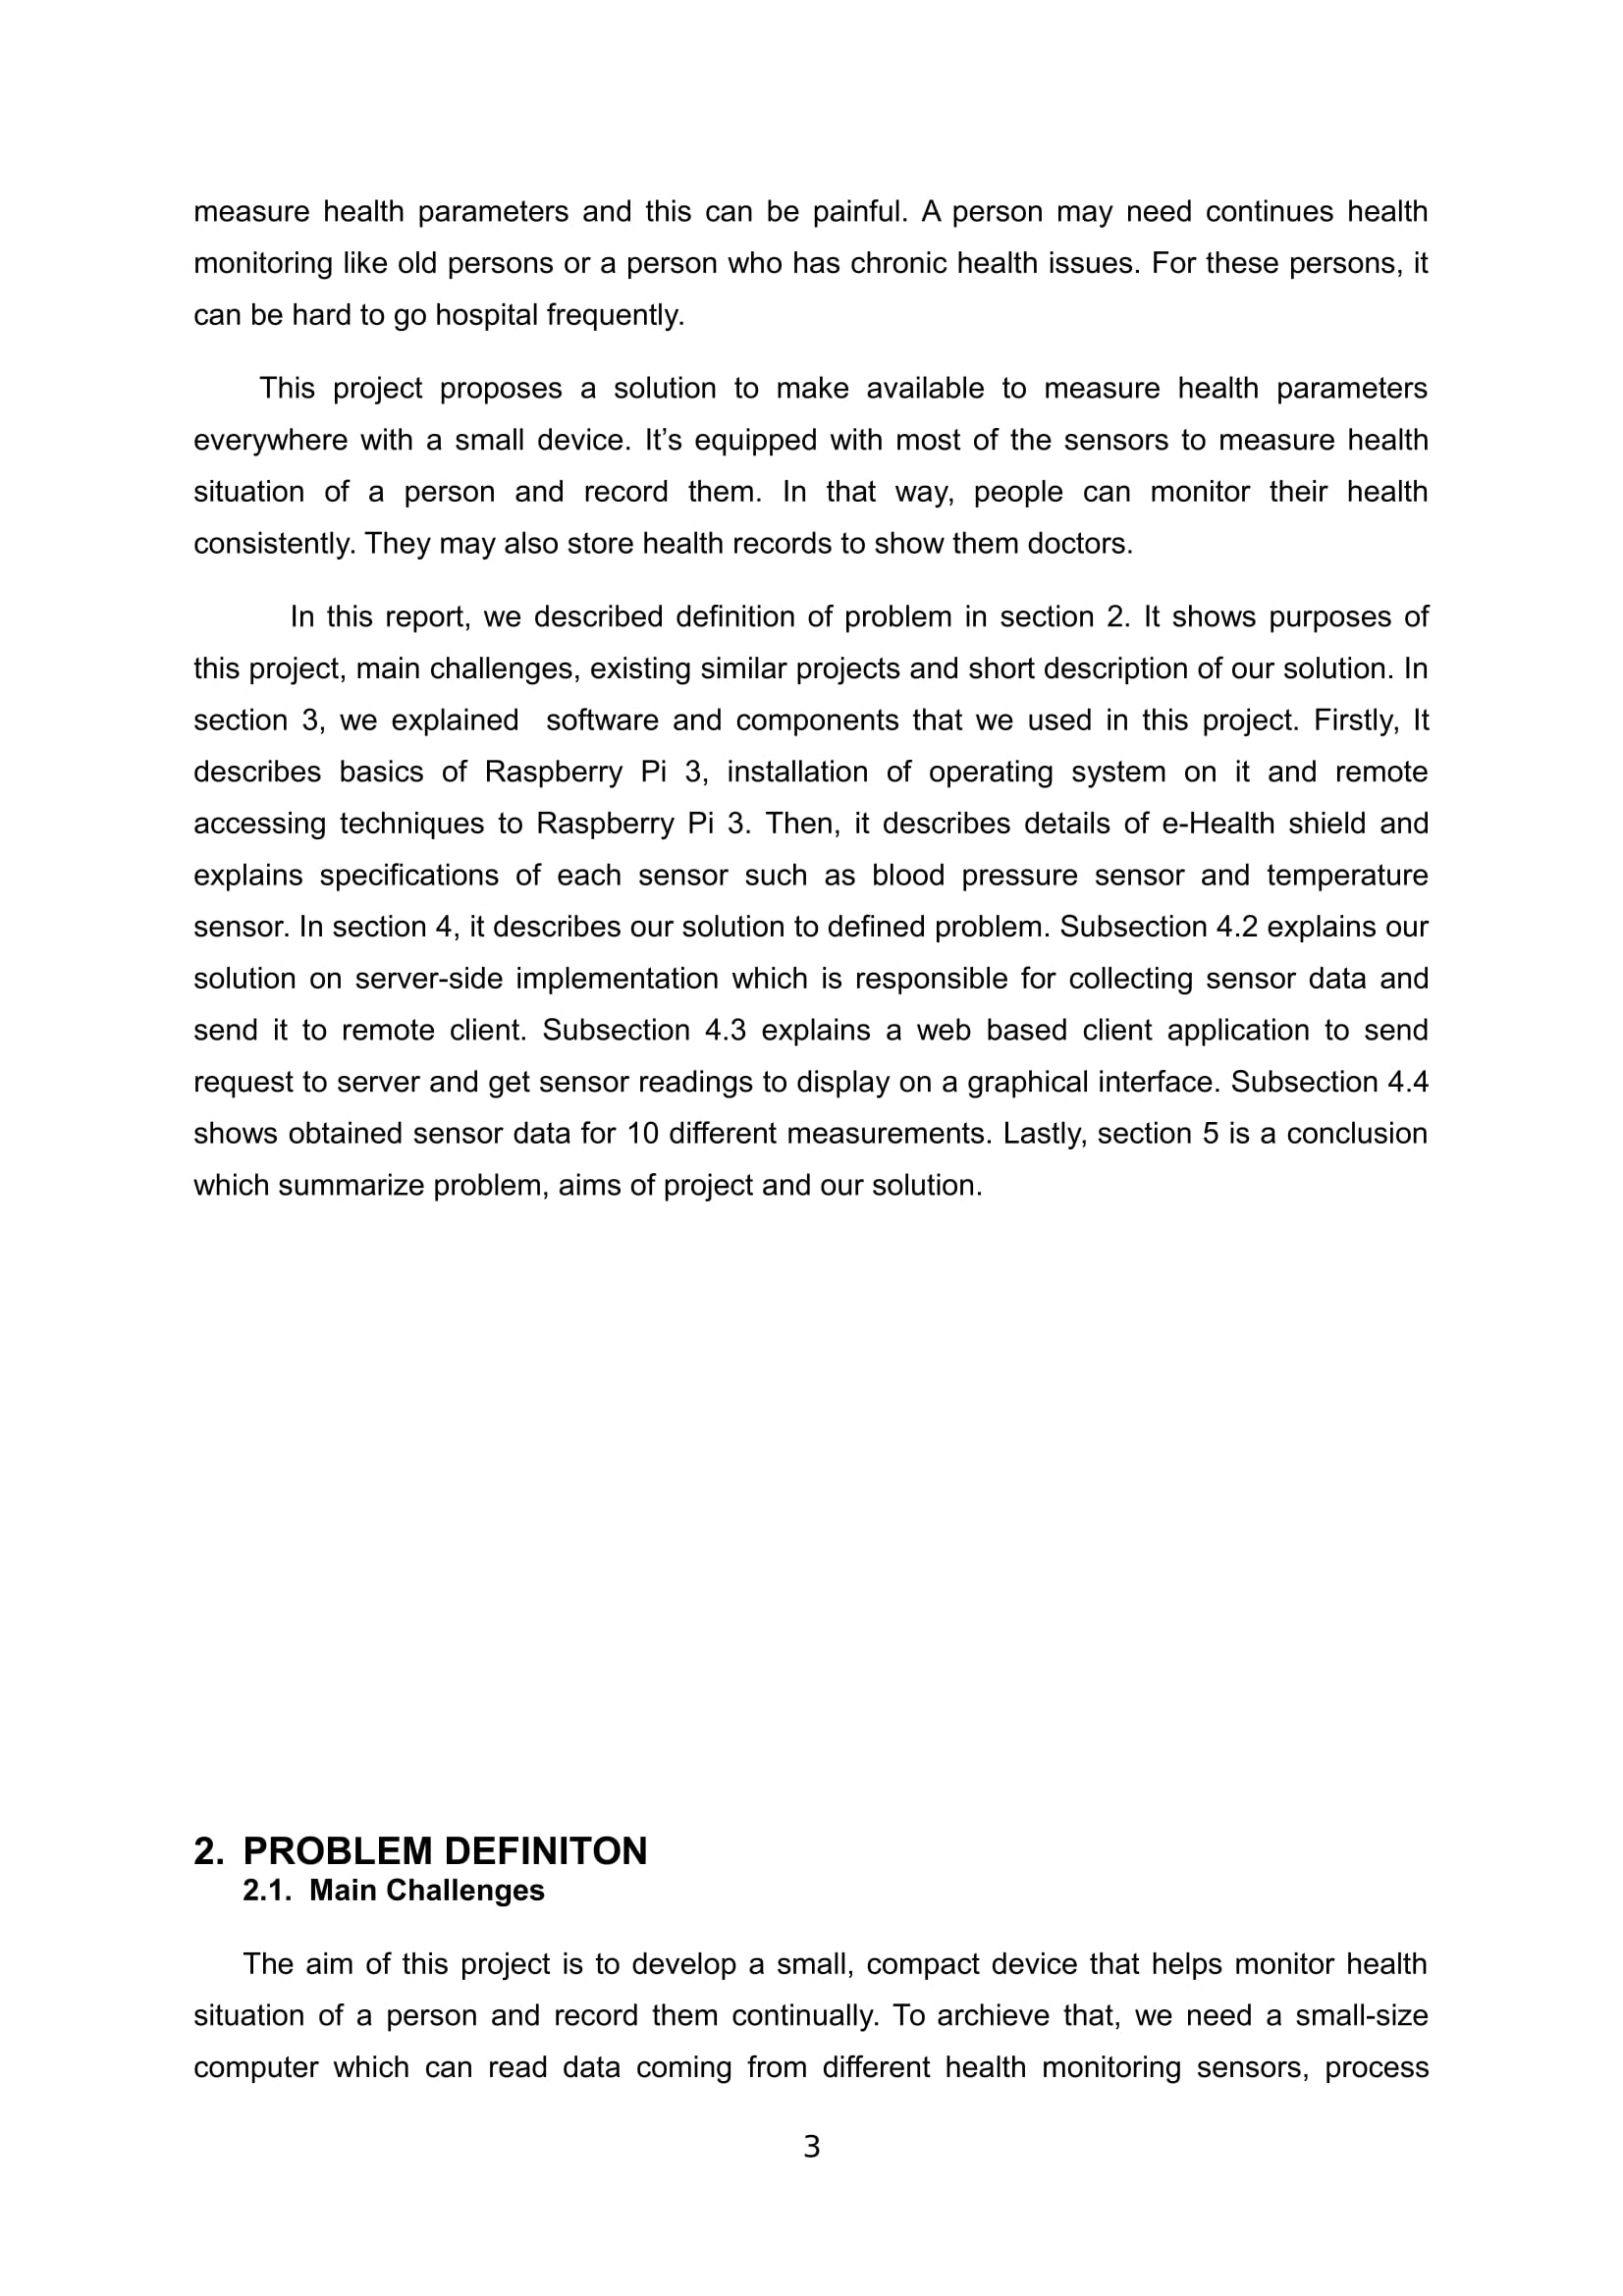 measure health parameters and this can be painful. A person may need continues health
monitoring like old persons or a person who has chronic health issues. For these persons, it
can be hard to go hospital frequently.
This project proposes a solution to make available to measure health parameters
everywhere with a small device. It’s equipped with most of the sensors to measure health
situation of a person and record them. In that way, people can monitor their health
consistently. They may also store health records to show them doctors.
In this report, we described definition of problem in section 2. It shows purposes of
this project, main challenges, existing similar projects and short description of our solution. In
section 3, we explained  software and components that we used in this project. Firstly, It
describes basics of Raspberry Pi 3, installation of operating system on it and remote
accessing techniques to Raspberry Pi 3. Then, it describes details of e-Health shield and
explains specifications of each sensor such as blood pressure sensor and temperature
sensor. In section 4, it describes our solution to defined problem. Subsection 4.2 explains our
solution on server-side implementation which is responsible for collecting sensor data and
send it to remote client. Subsection 4.3 explains a web based client application to send
request to server and get sensor readings to display on a graphical interface. Subsection 4.4
shows obtained sensor data for 10 different measurements. Lastly, section 5 is a conclusion
which summarize problem, aims of project and our solution.
2. PROBLEM DEFINITON
2.1. Main Challenges
The aim of this project is to develop a small, compact device that helps monitor health
situation of a person and record them continually. To archieve that, we need a small-size
computer which can read data coming from different health monitoring sensors, process
3